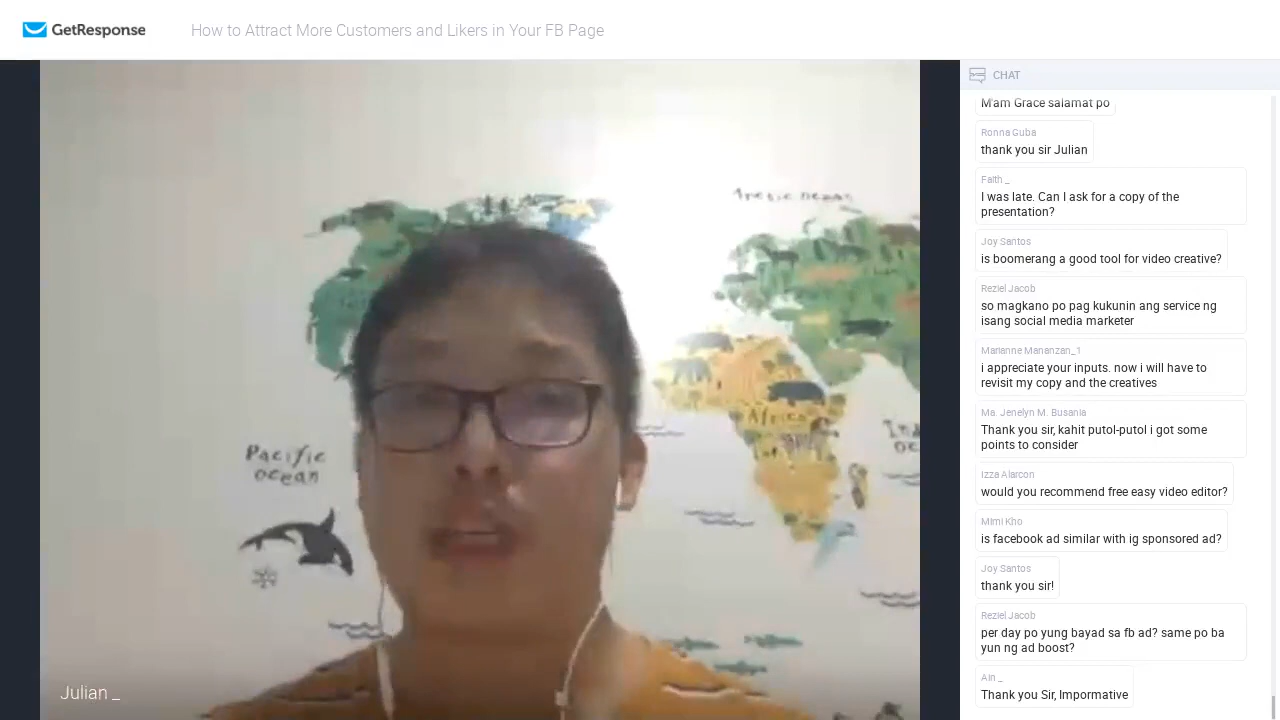 GetResponse
How to Attract More Customers and Likers in Your FB Page
CHAT
Mam Grace salamat po
Ronna Guba
thank you sir Julian
Faith _
I was late. Can I ask for a copy of the
presentation?
Joy Santos
is boomerang a good tool for video creative?
Reziel Jacob
so magkano po pag kukunin ang service ng
isang social media marketer
Marianne Mananzan_1
i appreciate your inputs. now i will have to
revisit my copy and the creatives
Ma. Jenelyn M. Busania
Thank you sir, kahit putol-putol i got some
points to consider
Izza Alarcon
would you recommend free easy video editor?
Mimi Kho
is facebook ad similar with ig sponsored ad?
Joy Santos
thank you sir!
Reziel Jacob
per day po yung bayad sa fb ad? same po ba
yun ng ad boost?
Ain _
Thank you Sir, Impormative
Arctic ocean
Africa
Pacific
ocean
Julian _